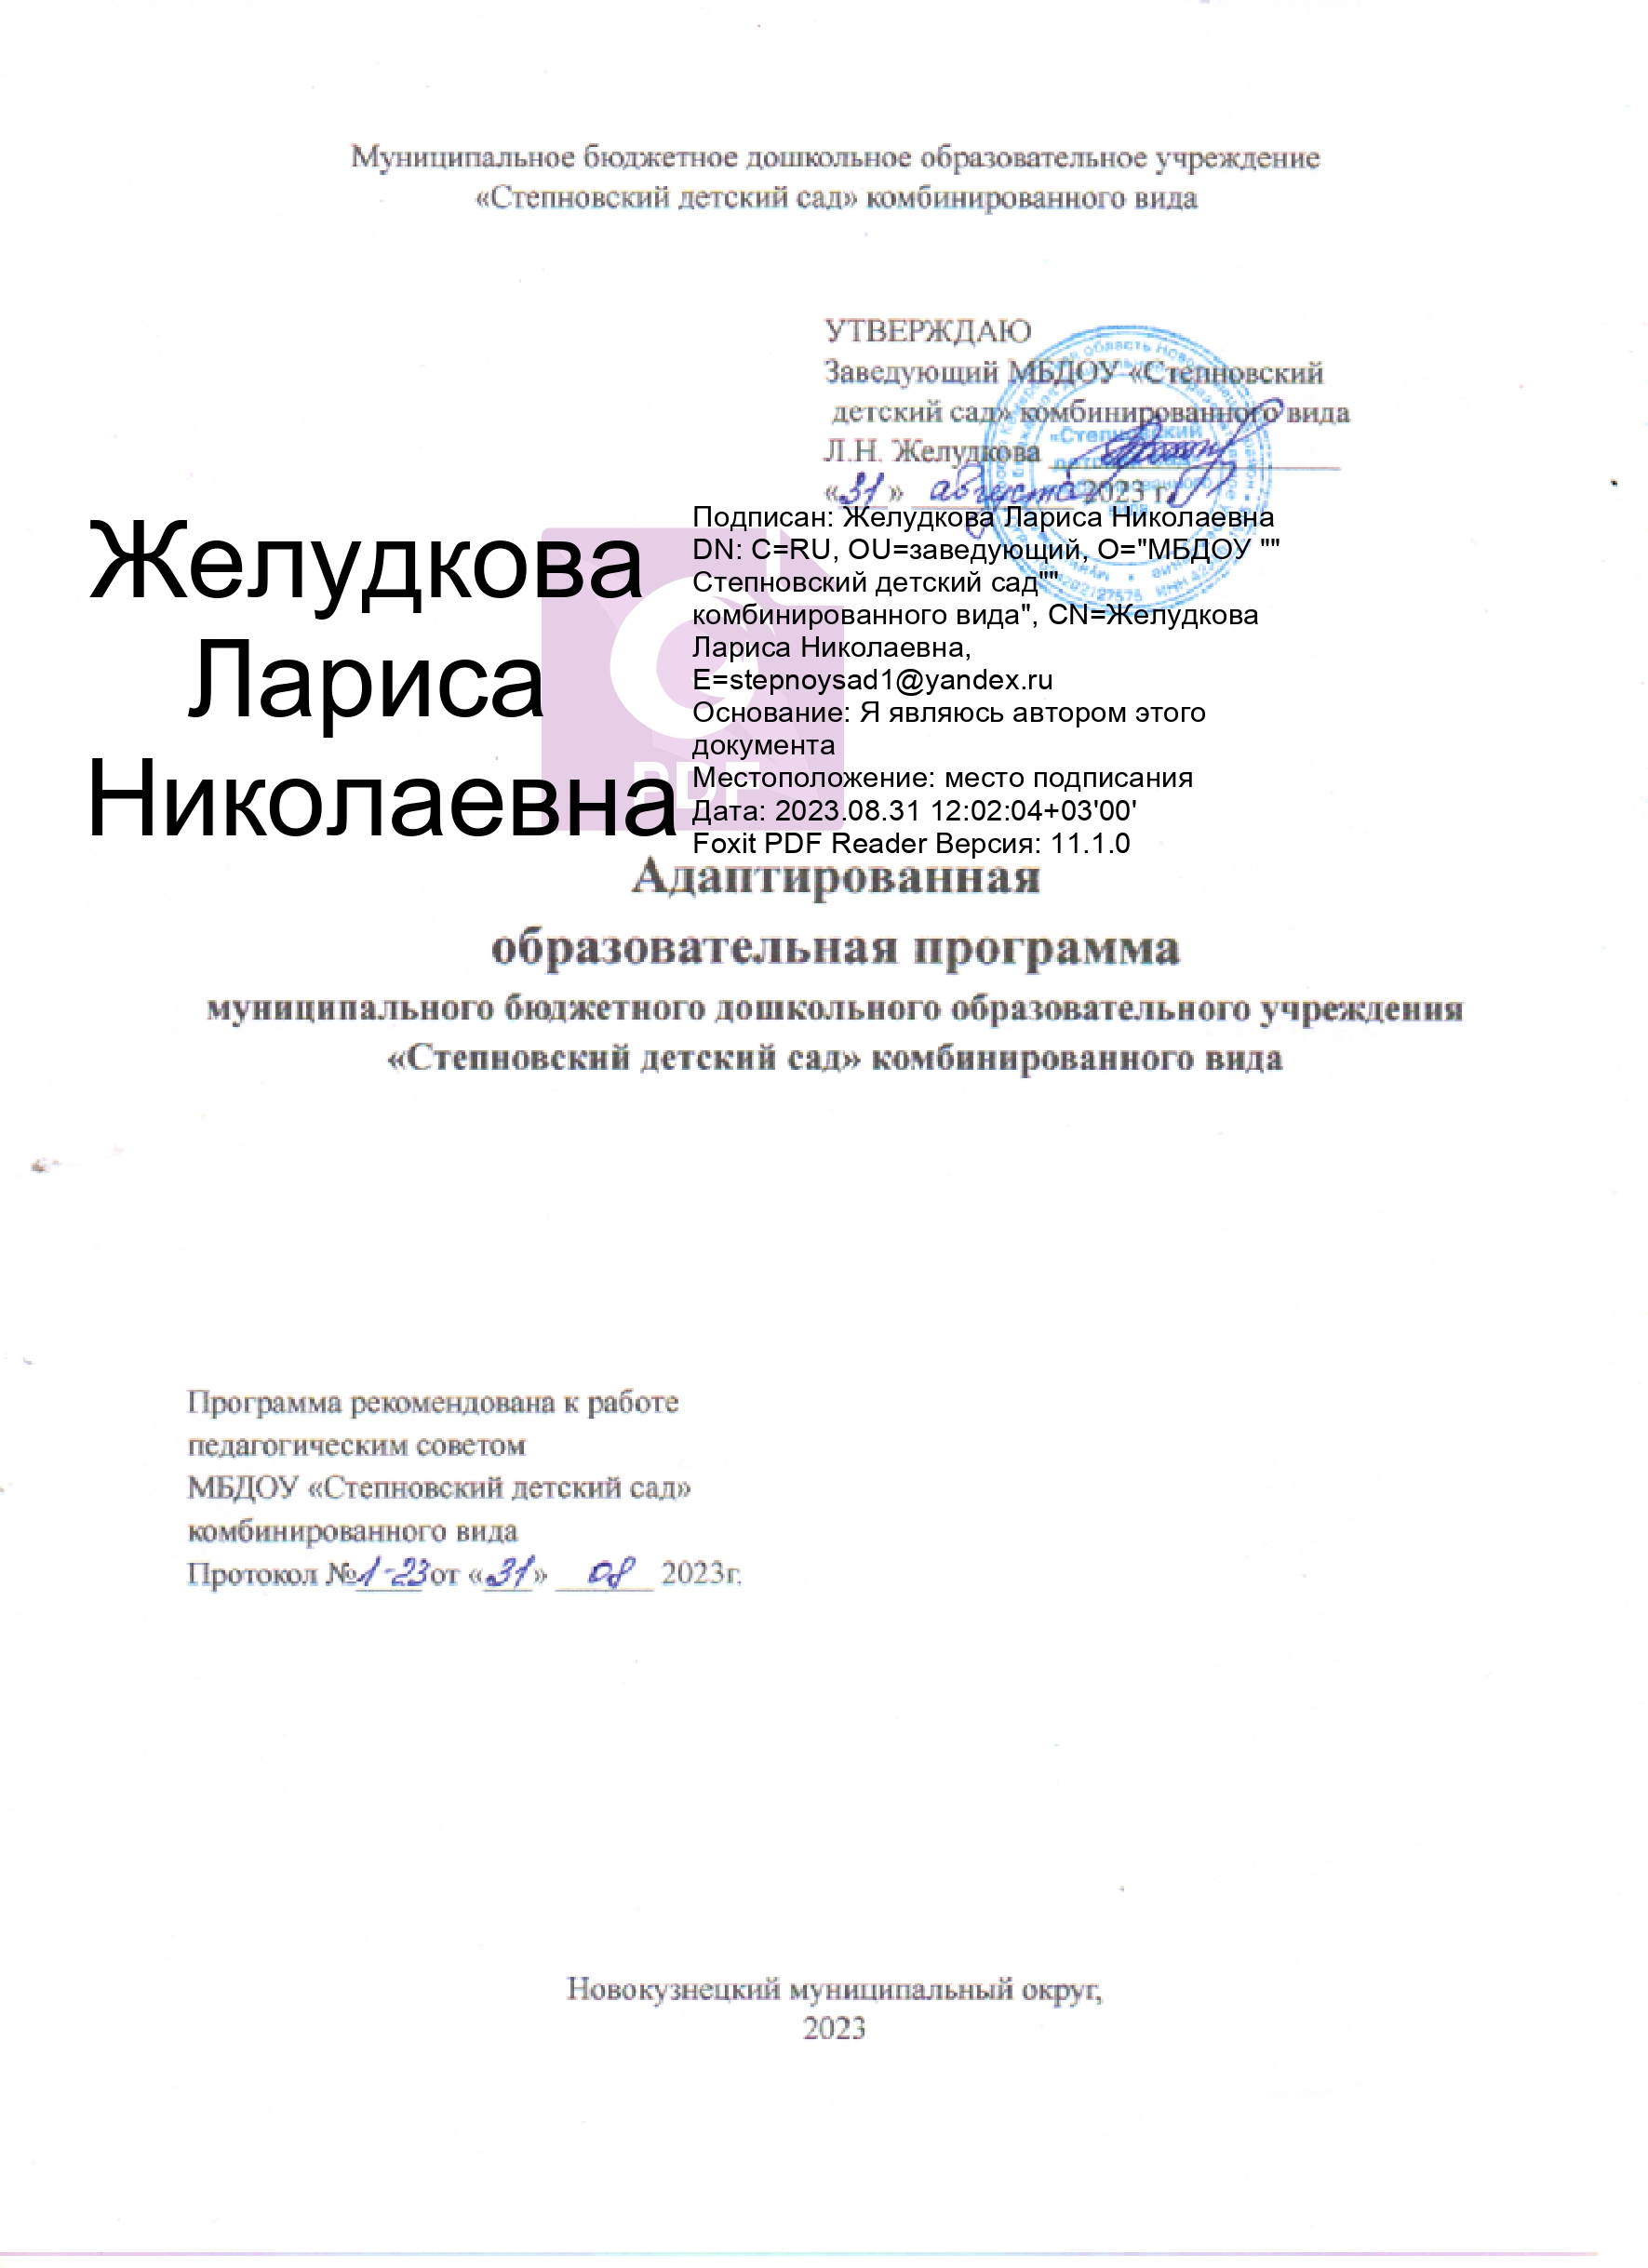 Муниципальное бюджетное дошкольное образовательное учреждение
«Степновский детский сад» комбинированного вида
УТВЕРЖДАЮ
Заведующий МБДОУ «Степновский
детский сад» комбинированного вида
Л.Н. Желудкова
«31» августа 2023 г.
Желудкова
Лариса
Николаевна
PDF
Подписан: Желудкова Лариса Николаевна
DN: C=RU, OU=заведующий, O="МБДОУ ""
Степновский детский сад""
комбинированного вида", CN=Желудкова
Лариса Николаевна,
E=stepnoysad1@yandex.ru
Основание: Я являюсь автором этого
документа
Местоположение: место подписания
Дата: 2023.08.31 12:02:04+03'00'
Foxit PDF Reader Версия: 11.1.0
Адаптированная
образовательная программа
муниципального бюджетного дошкольного образовательного учреждения
«Степновский детский сад» комбинированного вида
Программа рекомендована к работе
педагогическим советом
МБДОУ «Степновский детский сад»
комбинированного вида
Протокол №1-23 от «31» 08 2023г.
Новокузнецкий муниципальный округ,
2023